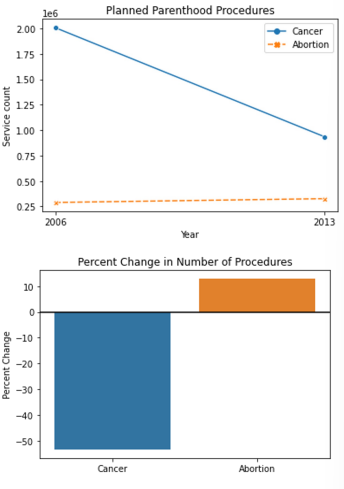 Planned Parenthood Procedures
1e6
2.00
1.75
1.50
1.25
1.00
0.75
0.50
0.25
Service count
Cancer
Abortion
2006
2013
Year
Percent Change in Number of Procedures
10
0
−10
−20
−30
−40
−50
Percent Change
Cancer
Abortion